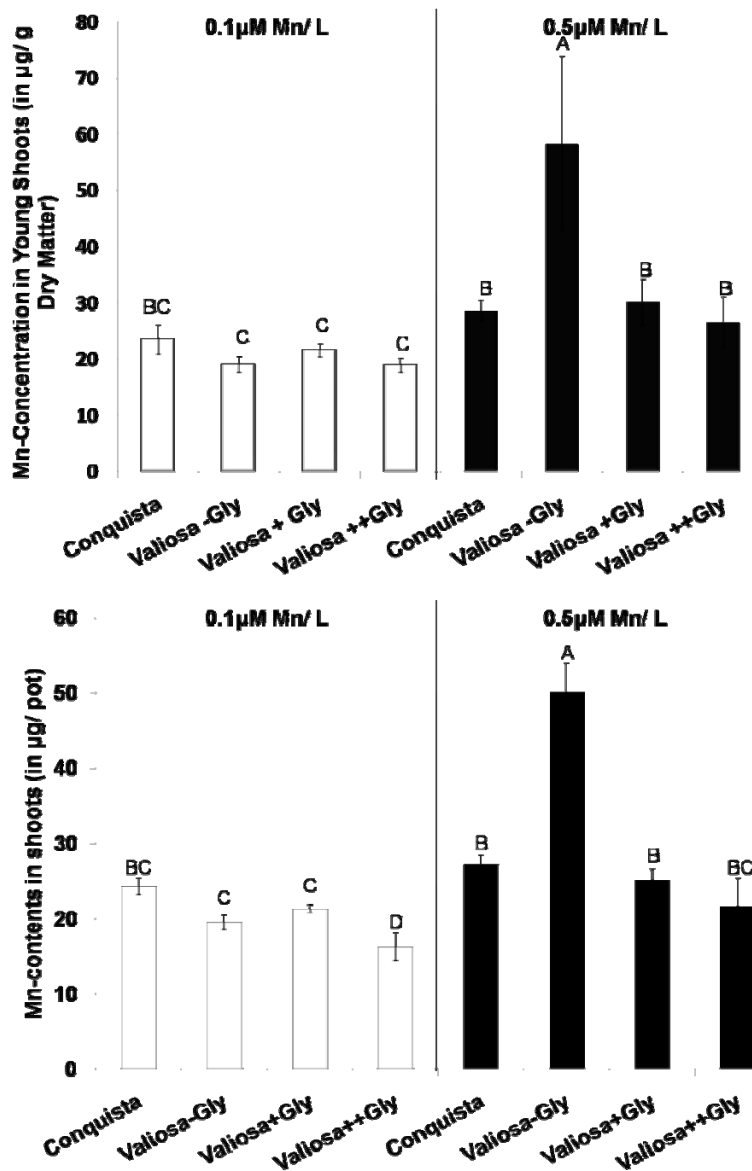 0.1µM Mn/ L
0.5µM Mn/ L
Mn-Concentration in Young Shoots (in µg/ g
Dry Matter)
80
70
60
50
40
30
20
10
0
BC
C
C
C
B
A
B
B
Conquista
Valiosa -Gly
Valiosa + Gly
Valiosa ++Gly
Conquista
Valiosa -Gly
Valiosa +Gly
Valiosa ++Gly
0.1µM Mn/ L
0.5µM Mn/ L
Mn-contents in shoots (in µg/ pot)
60
50
40
30
20
10
0
BC
C
C
D
B
A
B
BC
Conquista
Valiosa-Gly
Valiosa+Gly
Valiosa++Gly
Conquista
Valiosa-Gly
Valiosa+Gly
Valiosa++Gly